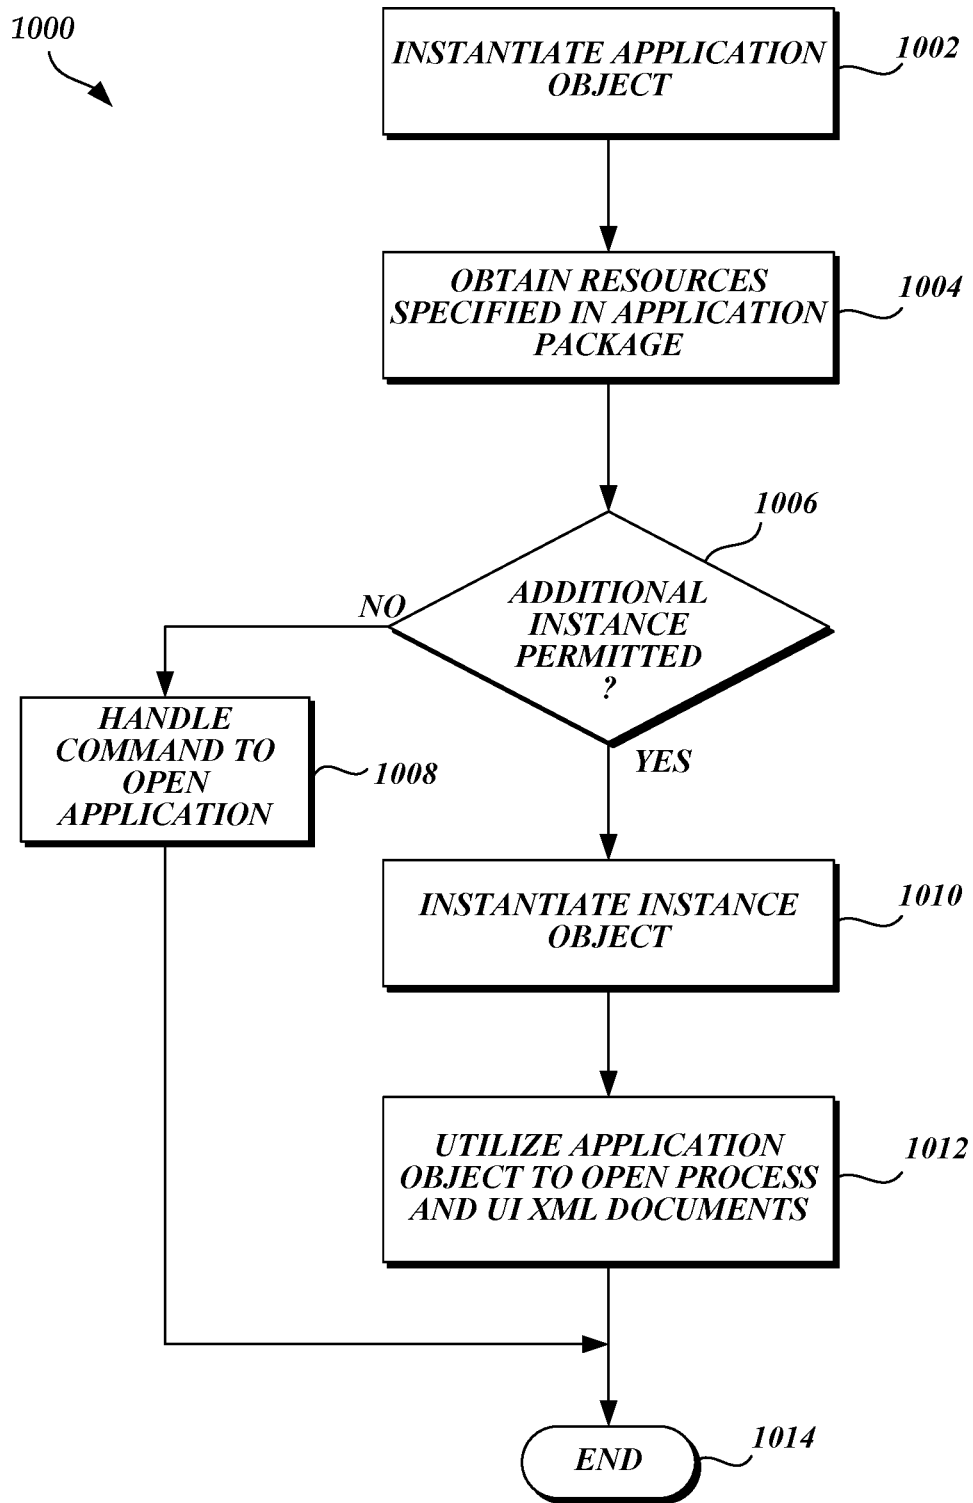 1000
INSTANTIATE APPLICATION
OBJECT
1002
OBTAIN RESOURCES
SPECIFIED IN APPLICATION
PACKAGE
1004
1006
ADDITIONAL
INSTANCE
PERMITTED
?
NO
YES
HANDLE
COMMAND TO
OPEN
APPLICATION
1008
INSTANTIATE INSTANCE
OBJECT
1010
UTILIZE APPLICATION
OBJECT TO OPEN PROCESS
AND UI XML DOCUMENTS
1012
END
1014